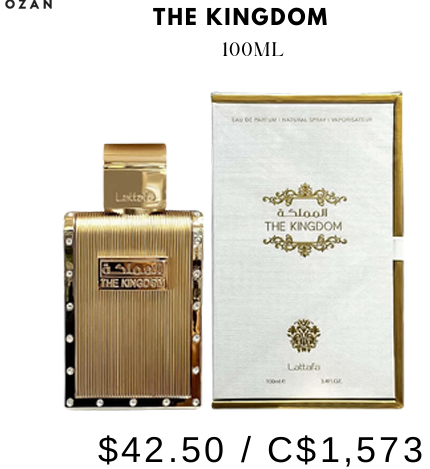 OZAN
THE KINGDOM
100ML
EAU DE PARFUM | NATURAL SPRAY | VAPORISATEUR
المملكة
THE KINGDOM
Lattafa
100ml e 3.4FL.OZ.
Lattafa
المملكة
THE KINGDOM
$42.50 / C$1,573